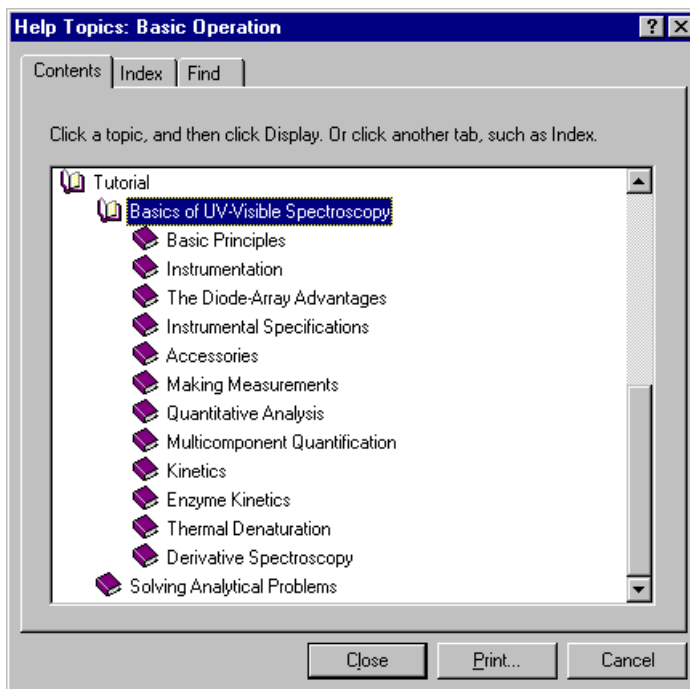 Help Topics: Basic Operation
Contents Index Find
Click a topic, and then click Display. Or click another tab, such as Index.
Tutorial
Basics of UV-Visible Spectroscopy
Basic Principles
Instrumentation
The Diode-Array Advantages
Instrumental Specifications
Accessories
Making Measurements
Quantitative Analysis
Multicomponent Quantification
Kinetics
Enzyme Kinetics
Thermal Denaturation
Derivative Spectroscopy
Solving Analytical Problems
Close Print... Cancel